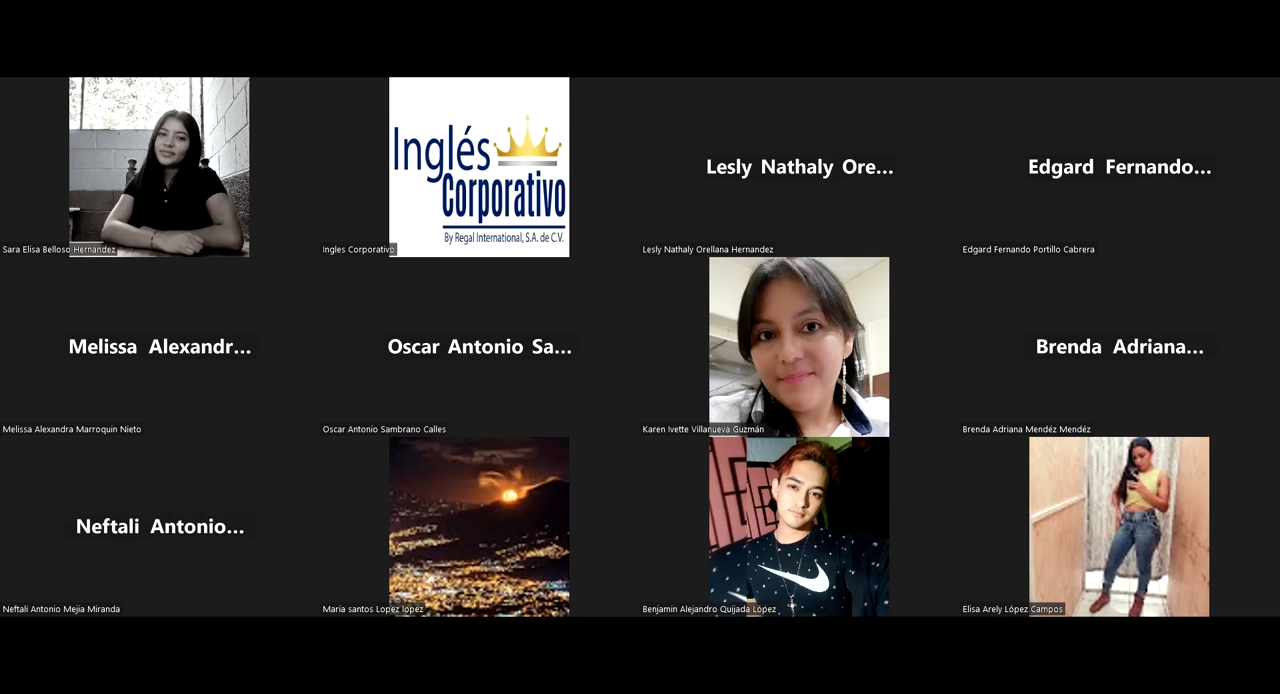 Inglés
Corporativo
By Regal International, S.A. de C.V.
Lesly Nathaly Ore...
Edgard Fernando...
Sara Elisa Belloso Hernandez
Ingles Corporativo
Lesly Nathaly Orellana Hernandez
Edgard Fernando Portillo Cabrera
Melissa Alexandr...
Oscar Antonio Sa...
Brenda Adriana...
Melissa Alexandra Marroquin Nieto
Oscar Antonio Sambrano Calles
Karen Ivette Villanueva Guzmán
Brenda Adriana Mendéz Mendéz
Neftali Antonio...
Neftali Antonio Mejia Miranda
Maria santos Lopez lopez
Benjamin Alejandro Quijada López
Elisa Arely López Campos